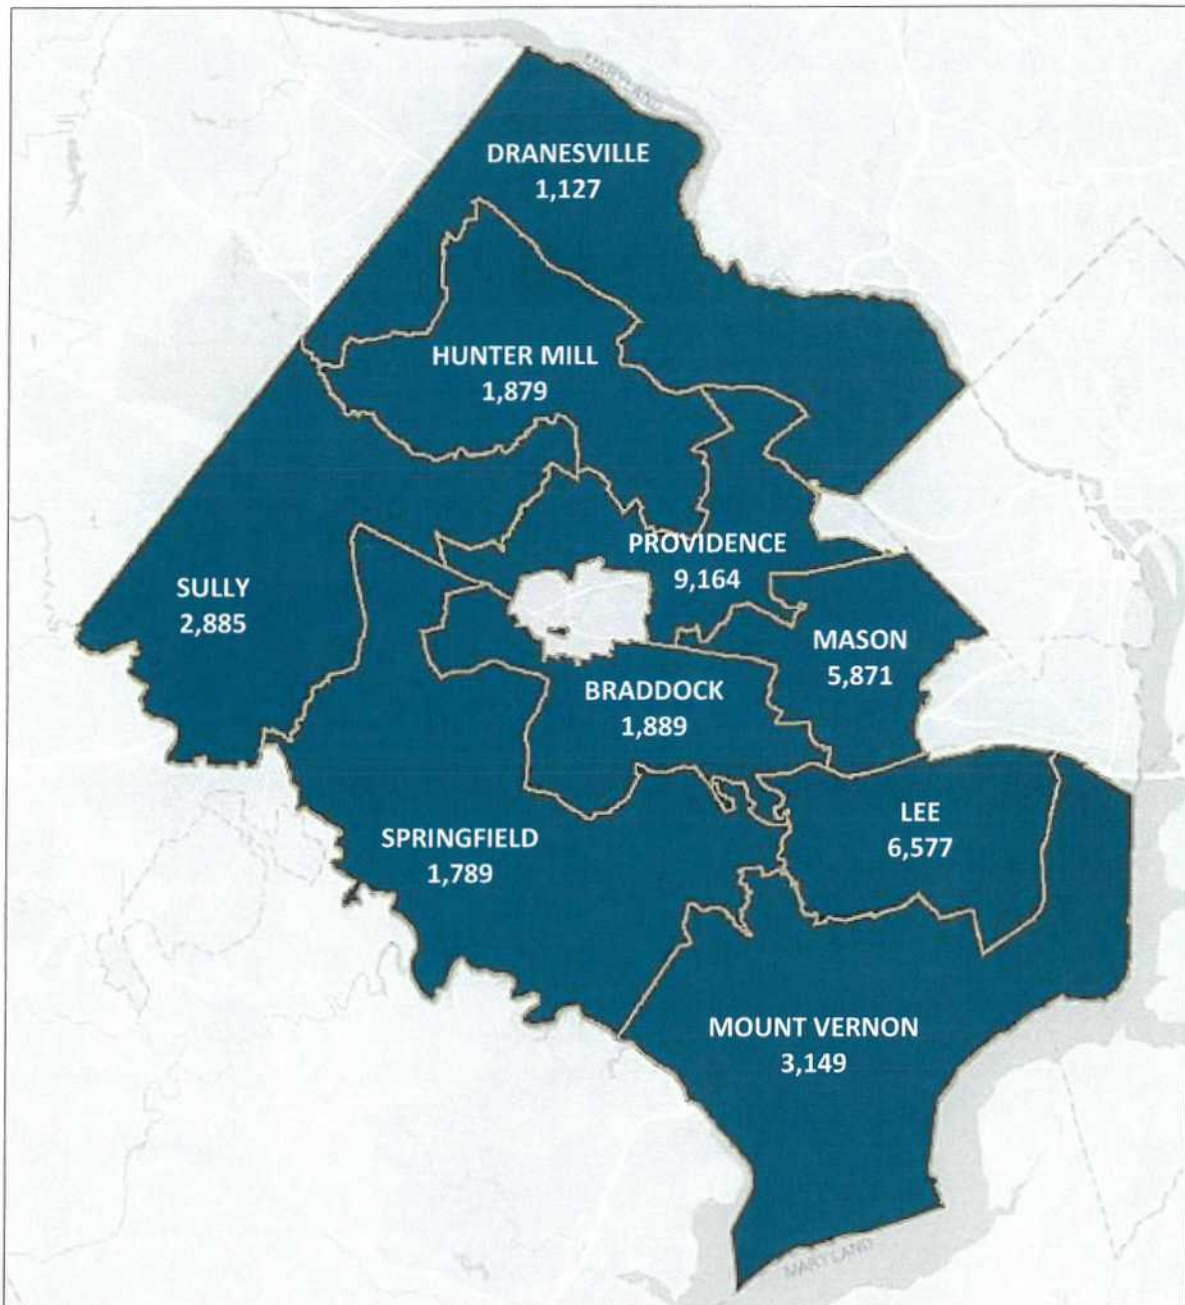 MARYLAND
DRANESVILLE
1,127
HUNTER MILL
1,879
PROVIDENCE
9,164
SULLY
2,885
MASON
5,871
BRADDOCK
1,889
LEE
6,577
SPRINGFIELD
1,789
MOUNT VERNON
3,149
MARYLAND